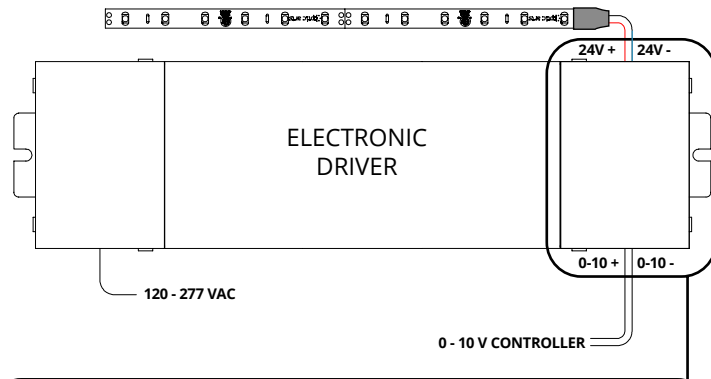 24V + 24V -
ELECTRONIC
DRIVER
0-10 + 0-10 -
120 - 277 VAC
0 - 10 V CONTROLLER